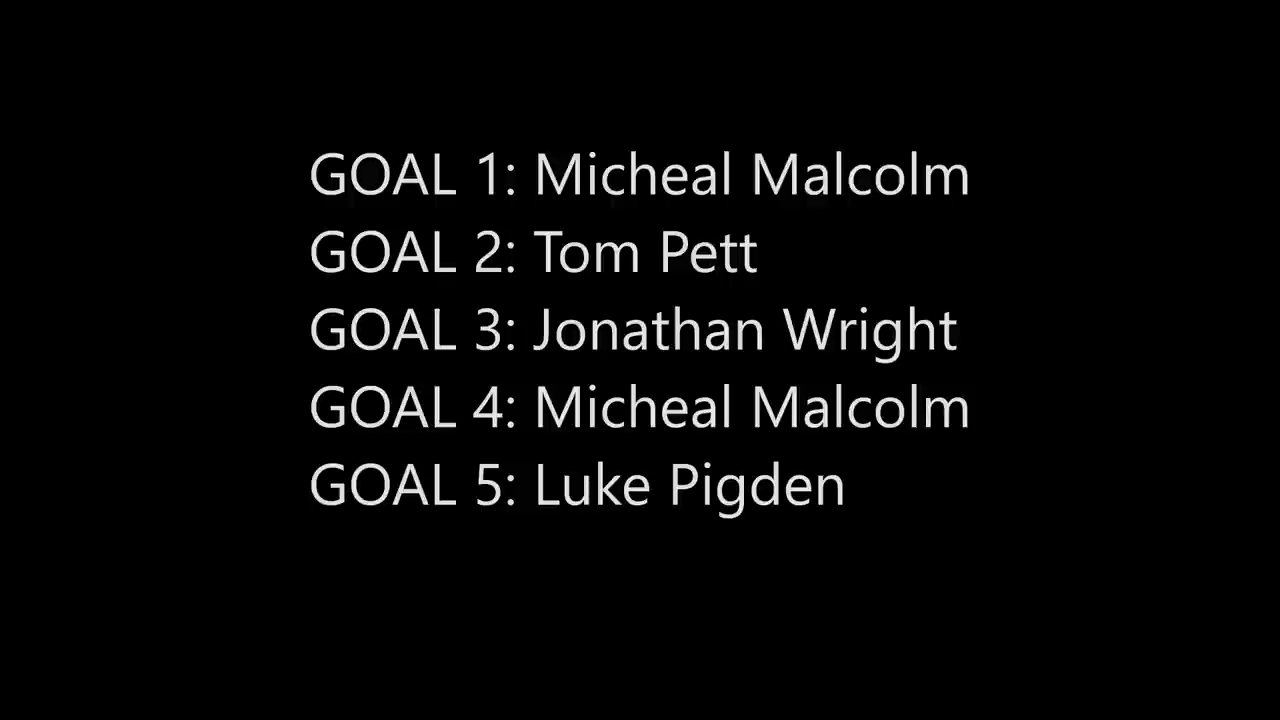 GOAL 1: Micheal Malcolm
GOAL 2: Tom Pett
GOAL 3: Jonathan Wright
GOAL 4: Micheal Malcolm
GOAL 5: Luke Pigden